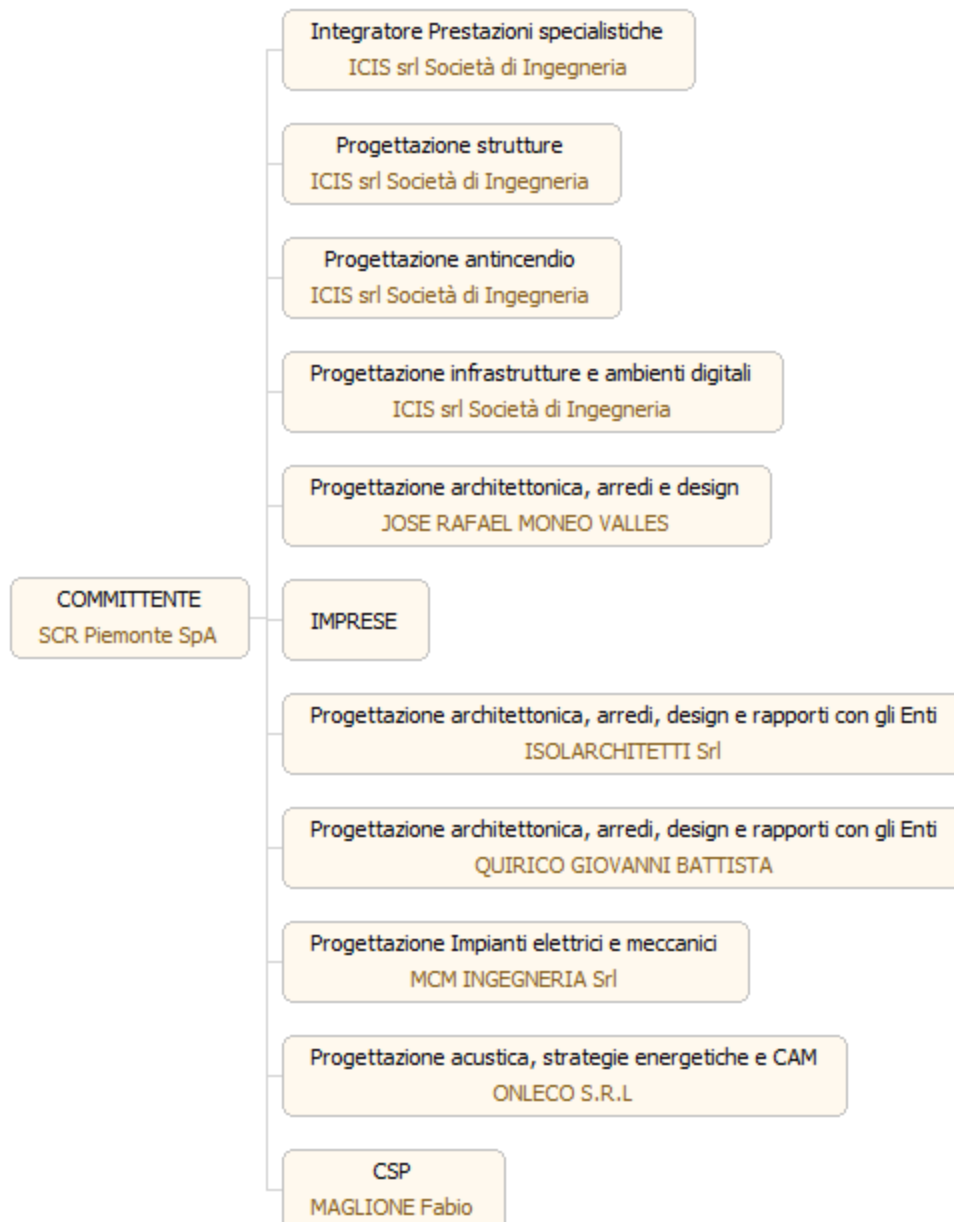 Integratore Prestazioni specialistiche
ICIS srl Società di Ingegneria
Progettazione strutture
ICIS srl Società di Ingegneria
Progettazione antincendio
ICIS srl Società di Ingegneria
Progettazione infrastrutture e ambienti digitali
ICIS srl Società di Ingegneria
Progettazione architettonica, arredi e design
JOSE RAFAEL MONEO VALLES
COMMITTENTE
SCR Piemonte SpA
IMPRESE
Progettazione architettonica, arredi, design e rapporti con gli Enti
ISOLARCHITETTI Srl
Progettazione architettonica, arredi, design e rapporti con gli Enti
QUIRICO GIOVANNI BATTISTA
Progettazione Impianti elettrici e meccanici
MCM INGEGNERIA Srl
Progettazione acustica, strategie energetiche e CAM
ONLECO S.R.L
CSP
MAGLIONE Fabio